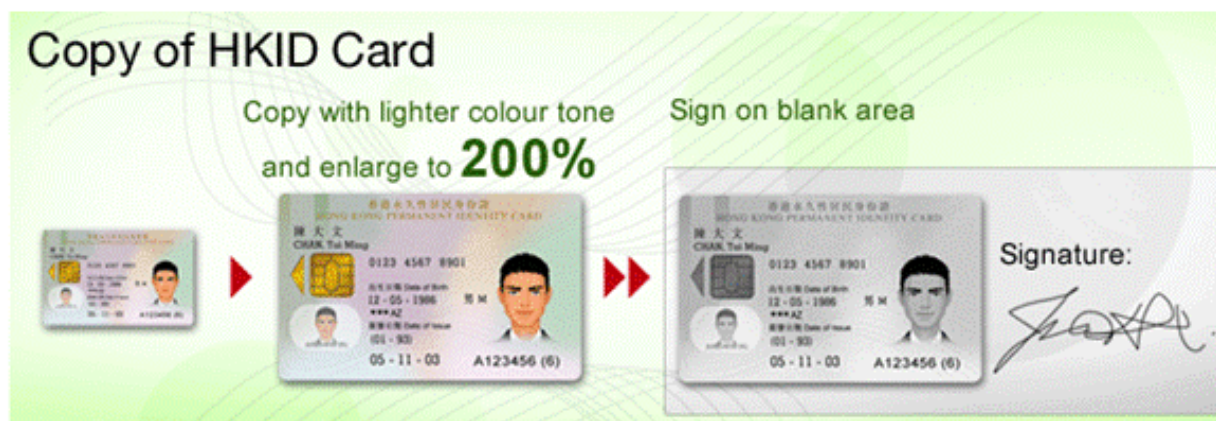 Copy of HKID Card
Copy with lighter colour tone
and enlarge to 200%
Sign on blank area
香港永久性居民身份證
HONG KONG PERMANENT IDENTITY CARD
陳 大 文
CHAN, Tai Ming
0123 4567 8901
出生日期 Date of Birth
12 - 05 - 1986 男 M
***AZ
簽發日期 Date of Issue
(01 - 93)
05 - 11 - 03 A123456 (6)
香港永久性居民身份證
HONG KONG PERMANENT IDENTITY CARD
陳 大 文
CHAN, Tai Ming
0123 4567 8901
出生日期 Date of Birth
12 - 05 - 1986 男 M
***AZ
簽發日期 Date of Issue
(01 - 93)
05 - 11 - 03 A123456 (6)
Signature: